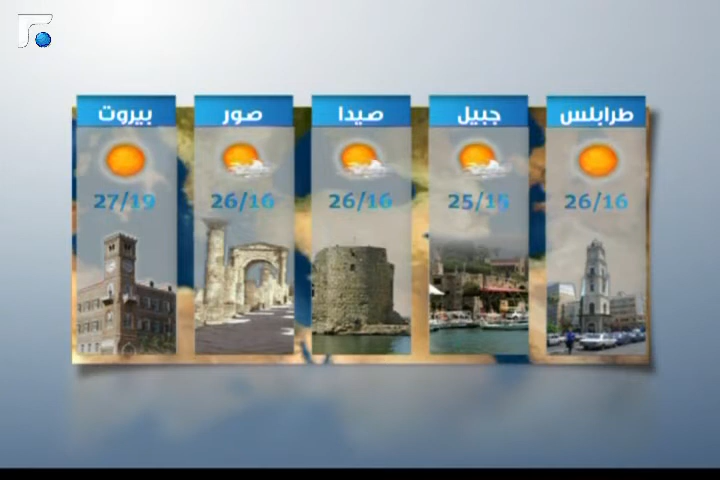 طرابلس
جبيل
صيدا
صور
بيروت
26/16
25/15
26/16
26/16
27/19